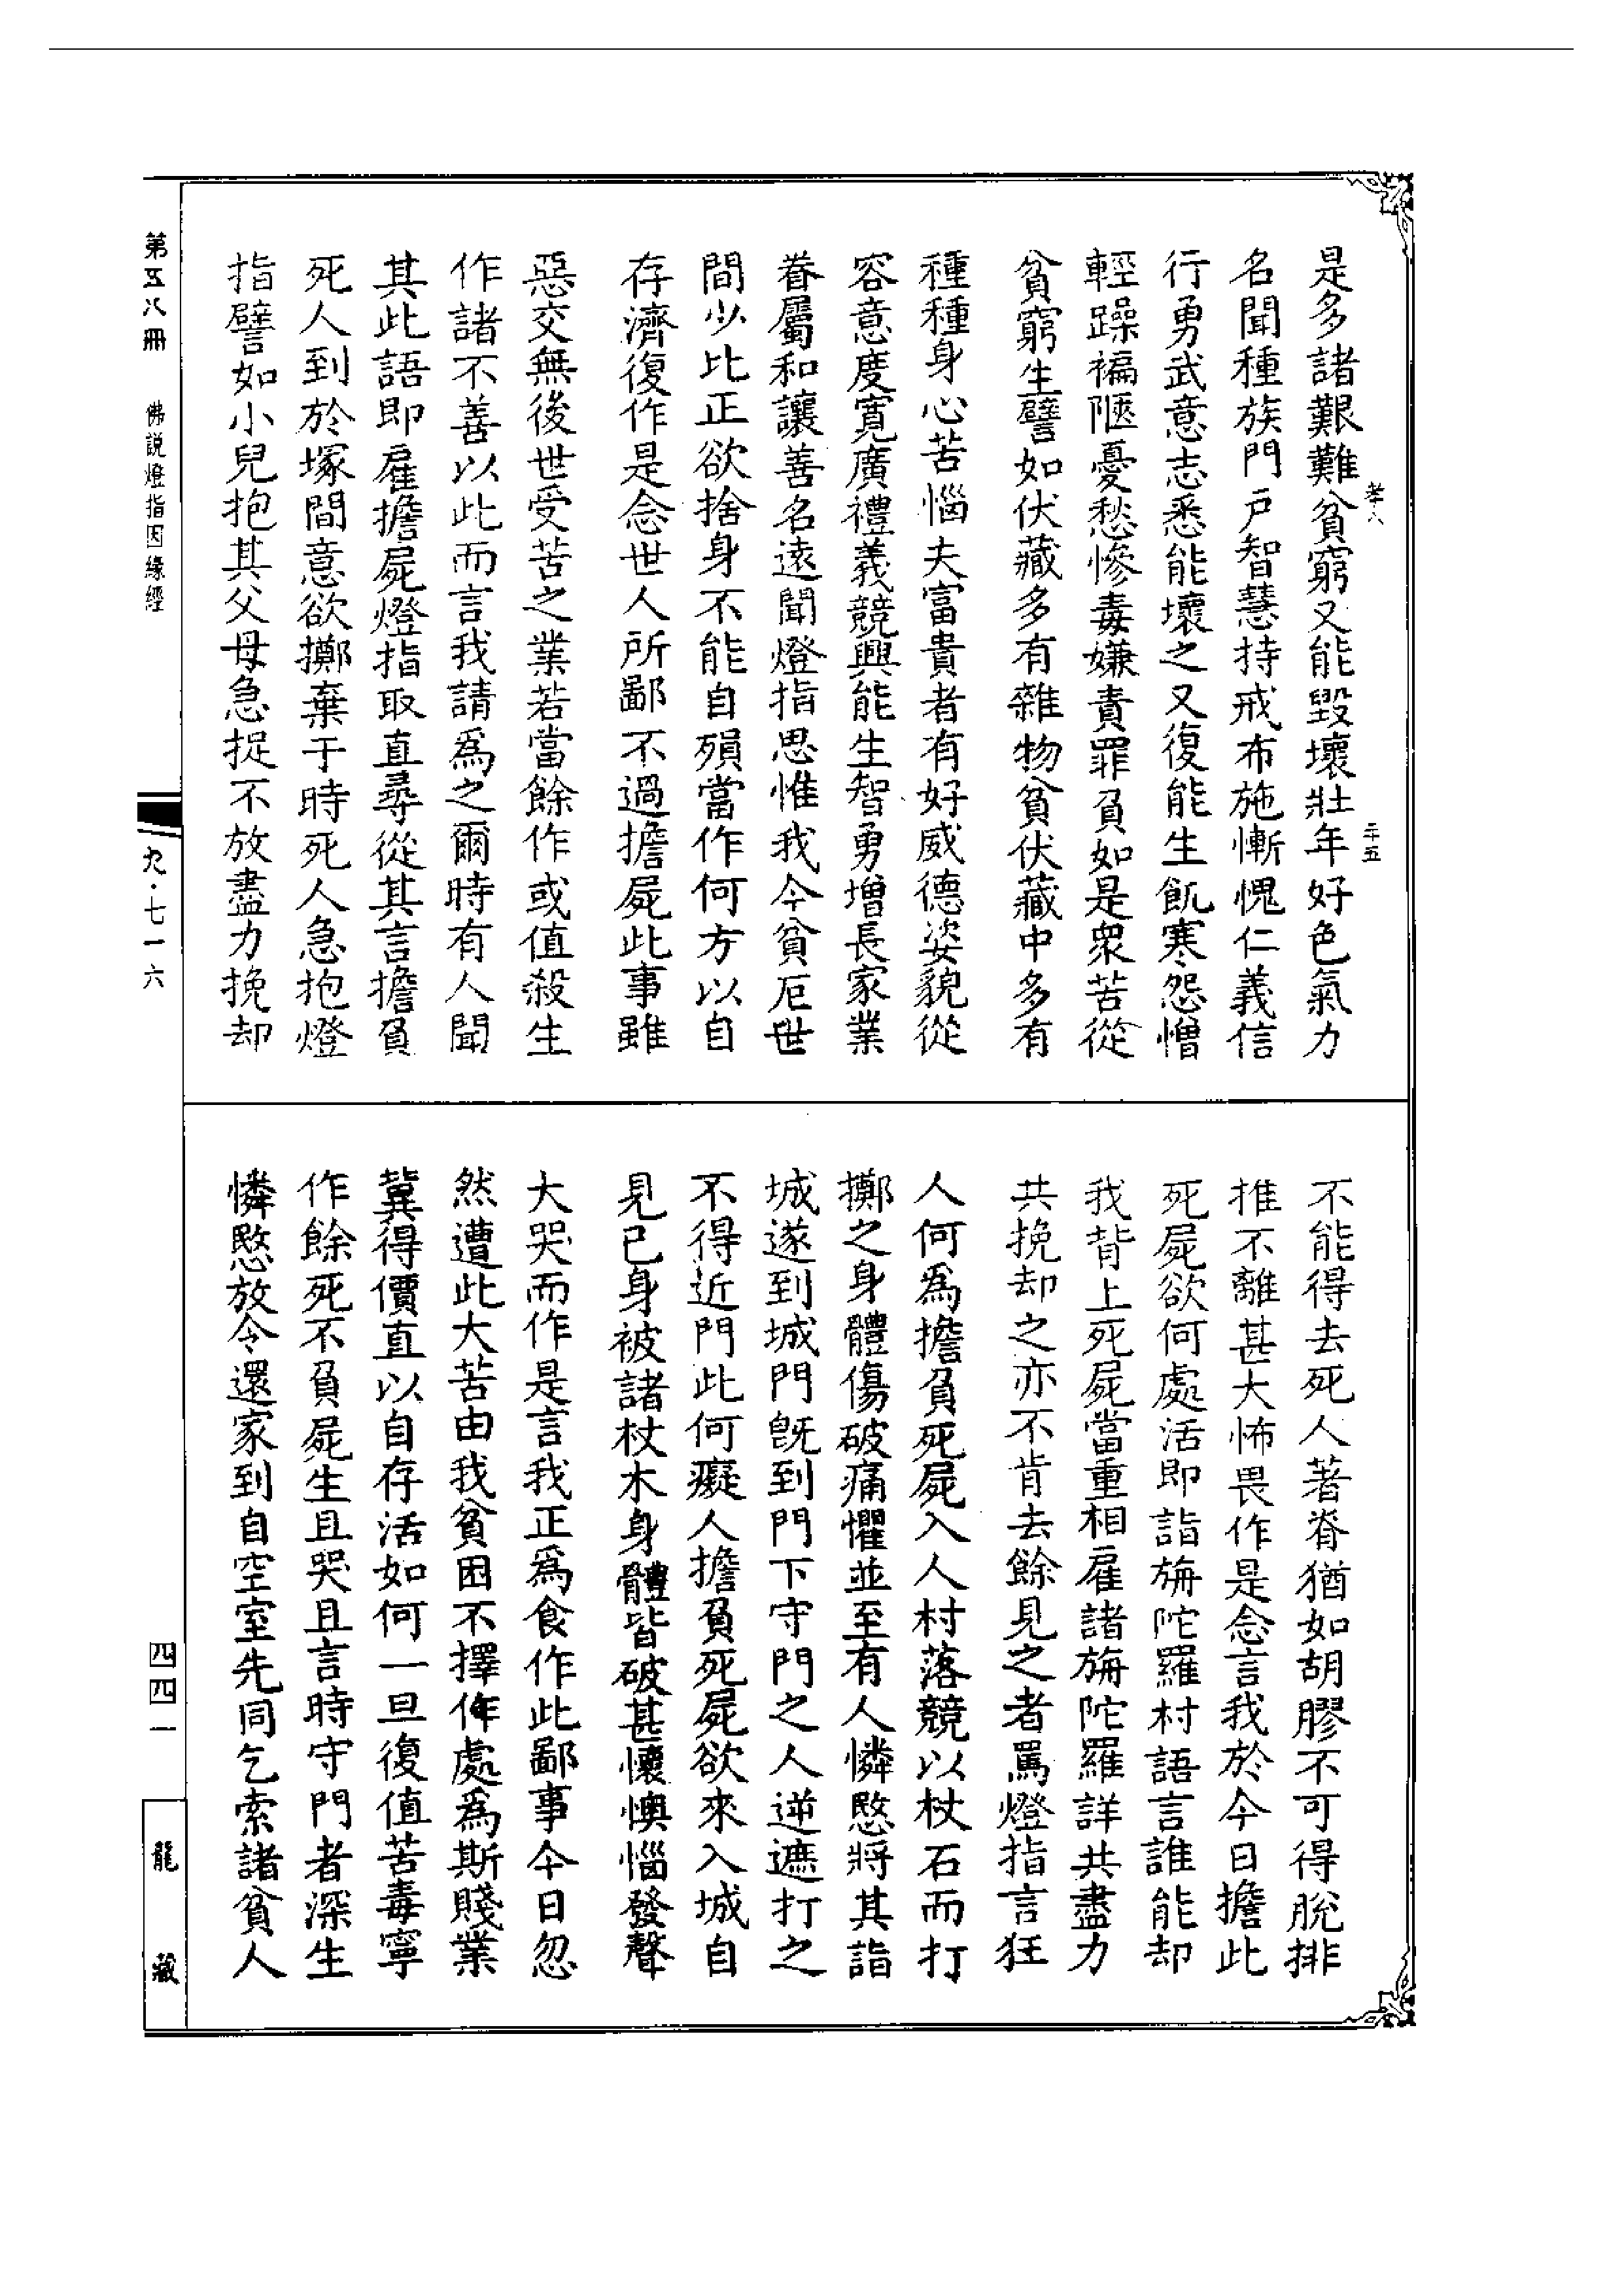 是多諸艱難貧窮又能毀壞壯年好色氣力
名聞種族門戶智慧持戒布施慚愧仁義信
行勇武意志悉能壞之又復能生飢寒怨憎
輕躁褊陋憂愁慘毒嫌責罪負如是衆苦從
貧窮生譬如伏藏多有雜物貧伏藏中多有
種種身心苦惱夫富貴者有好威德姿貌從
容意度寬廣禮義競興能生智勇增長家業
眷屬和讓善名遠聞燈指思惟我今貧厄世
間少比正欲捨身不能自殞當作何方以自
存濟復作是念世人所鄙不過擔屍此事雖
惡交無後世受苦之業若當餘作或值殺生
作諸不善以此而言我請爲之爾時有人聞
其此語即雇擔屍燈指取直尋從其言擔負
死人到於塚間意欲擲棄于時死人急抱燈
指譬如小兒抱其父母急捉不放盡力挽却
不能得去死人著脊猶如胡膠不可得脫排
推不離甚大怖畏作是念言我於今日擔此
死屍欲何處活即詣旃陀羅村語言誰能却
我背上死屍當重相雇諸旃陀羅詳共盡力
共挽却之亦不肯去餘見之者罵燈指言狂
人何爲擔負死屍入人村落競以杖石而打
擲之身體傷破痛懼並至有人憐愍將其詣
城遂到城門既到門下守門之人逆遮打之
不得近門此何癡人擔負死屍欲來入城自
見已身被諸杖木身體皆破甚懷懊惱發聲
大哭而作是言我正爲食作此鄙事今日忽
然遭此大苦由我貧困不擇作處爲斯賤業
冀得價直以自存活如何一旦復值苦毒寧
作餘死不負屍生且哭且言時守門者深生
憐愍放令還家到自空室先同乞索諸貧人
第五八冊
佛說燈指因緣經
九·七一六
四四一
龍藏
二十五